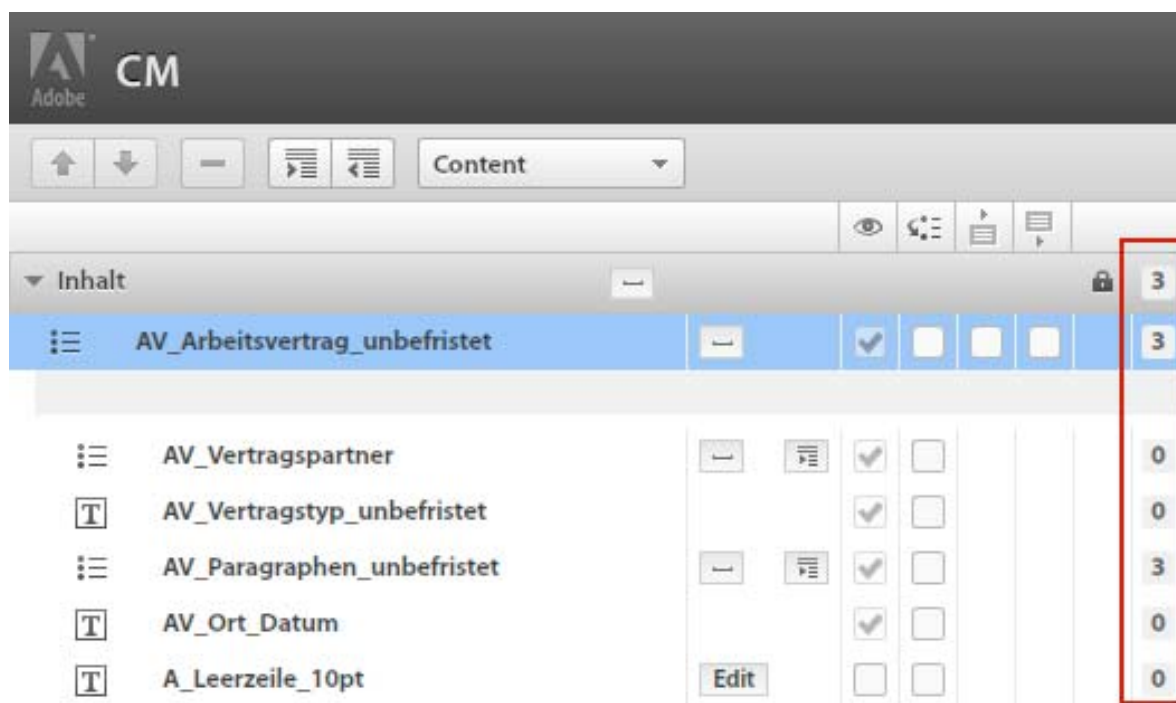 Adobe
CM
Content
Inhalt 3
AV_Arbeitsvertrag_unbefristet 3
AV_Vertragspartner 0
T AV_Vertragstyp_unbefristet 0
AV_Paragraphen_unbefristet 3
T AV_Ort_Datum 0
T A_Leerzeile_10pt Edit 0